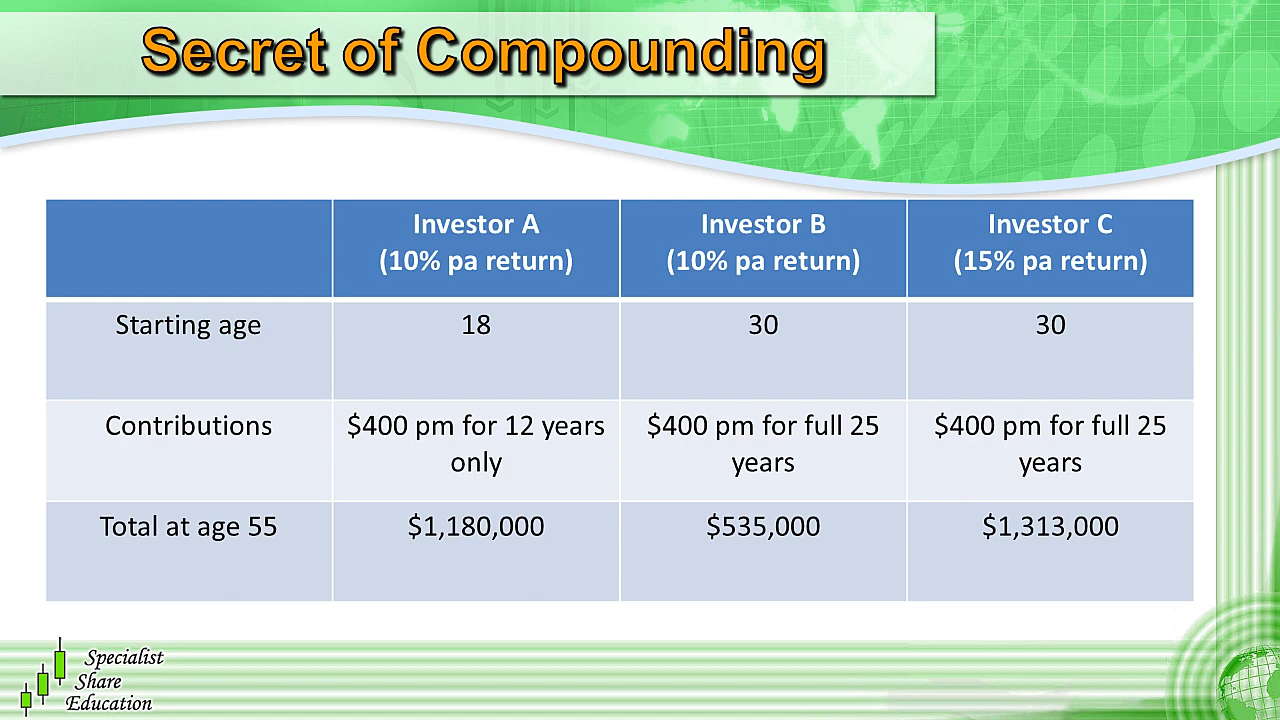 Secret of Compounding
Investor A
(10% pa return)
Investor B
(10% pa return)
Investor C
(15% pa return)
Starting age
18
30
30
Contributions
$400 pm for 12 years
only
$400 pm for full 25
years
$400 pm for full 25
years
Total at age 55
$1,180,000
$535,000
$1,313,000
Specialist
Share
Education